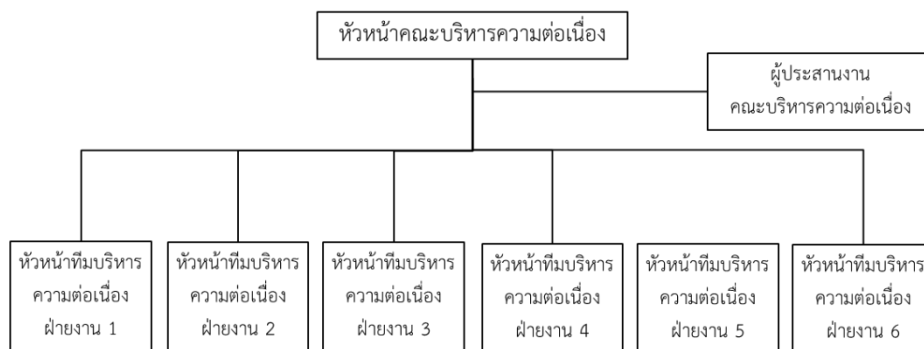 หัวหน้าคณะบริหารความต่อเนื่อง
ผู้ประสานงาน
คณะบริหารความต่อเนื่อง
หัวหน้าทีมบริหาร
ความต่อเนื่อง
ฝ่ายงาน 1
หัวหน้าทีมบริหาร
ความต่อเนื่อง
ฝ่ายงาน 2
หัวหน้าทีมบริหาร
ความต่อเนื่อง
ฝ่ายงาน 3
หัวหน้าทีมบริหาร
ความต่อเนื่อง
ฝ่ายงาน 4
หัวหน้าทีมบริหาร
ความต่อเนื่อง
ฝ่ายงาน 5
หัวหน้าทีมบริหาร
ความต่อเนื่อง
ฝ่ายงาน 6